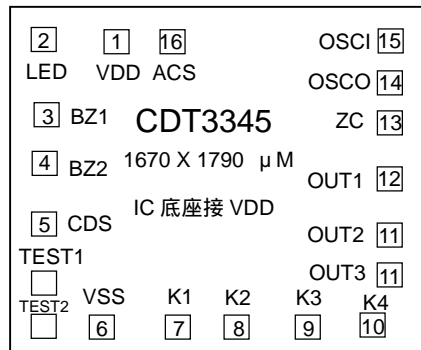 2 1 16 OSCI 15
LED VDD ACS
OSCO 14
3 BZ1 CDT3345 ZC 13
4 BZ2 1670 X 1790 μM
OUT1 12
IC 底座接 VDD
5 CDS
OUT2 11
TEST1
OUT3 11
TEST2 VSS K1 K2 K3 K4
6 7 8 9 10